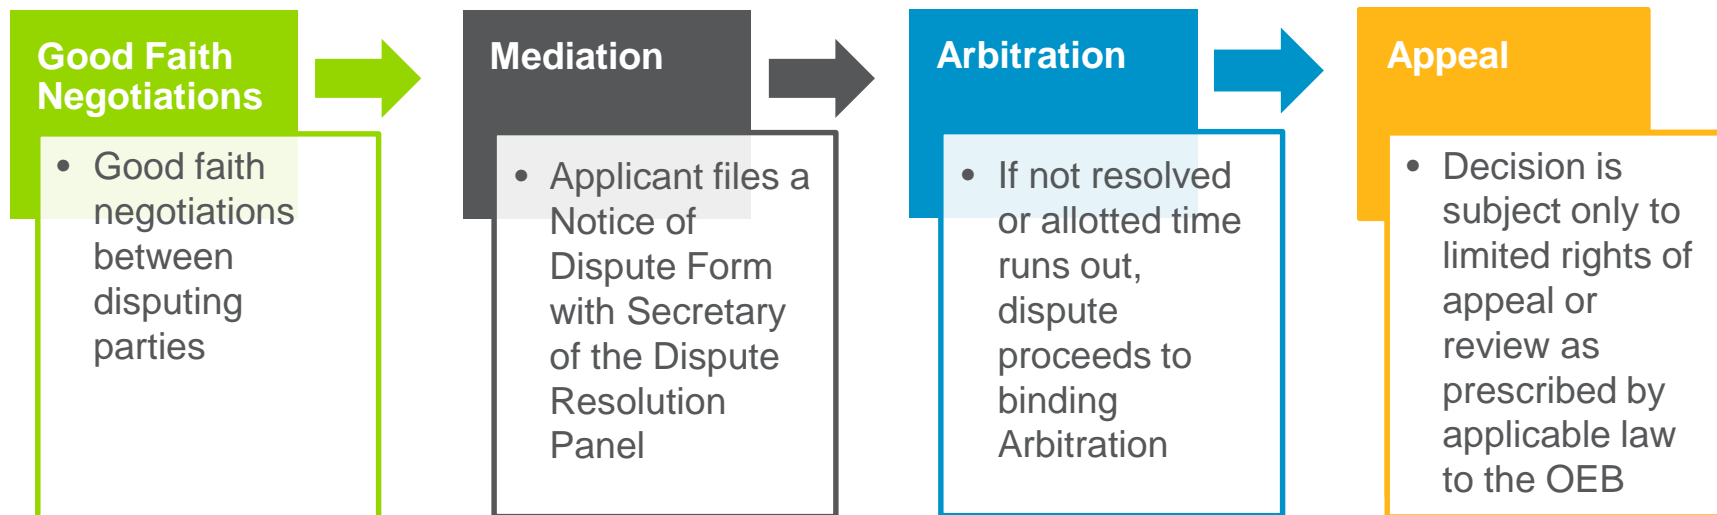 Good Faith
Negotiations
• Good faith
negotiations
between
disputing
parties
Mediation
• Applicant files a
Notice of
Dispute Form
with Secretary
of the Dispute
Resolution
Panel
Arbitration
• If not resolved
or allotted time
runs out,
dispute
proceeds to
binding
Arbitration
Appeal
• Decision is
subject only to
limited rights of
appeal or
review as
prescribed by
applicable law
to the OEB